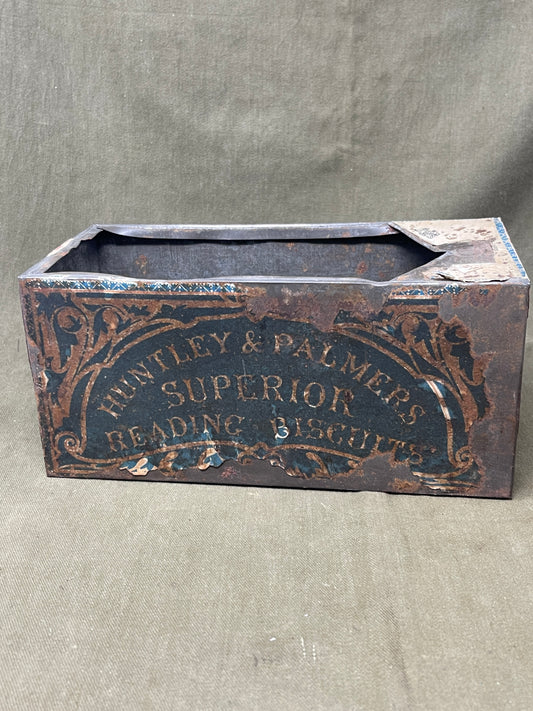 HUNTLEY & PALMERS
SUPERIOR
READING BISCUITS